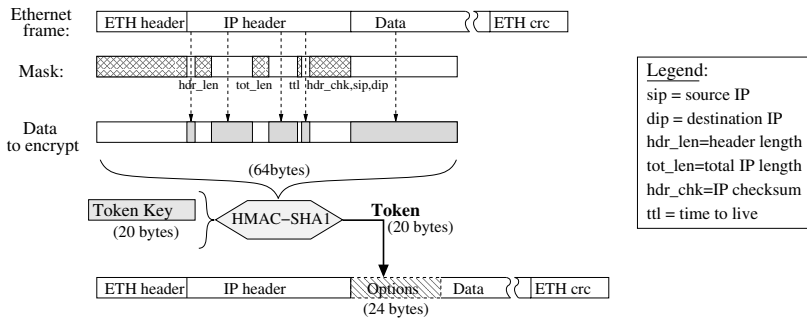 Ethernet
frame:
ETH header
IP header
Data
ETH crc
Mask:
hdr_len
tot_len
ttl
hdr_chk,sip,dip
Data
to encrypt
(64bytes)
Token Key
(20 bytes)
HMAC−SHA1
Token
(20 bytes)
ETH header
IP header
Options
Data
ETH crc
(24 bytes)
Legend:
sip = source IP
dip = destination IP
hdr_len=header length
tot_len=total IP length
hdr_chk=IP checksum
ttl = time to live